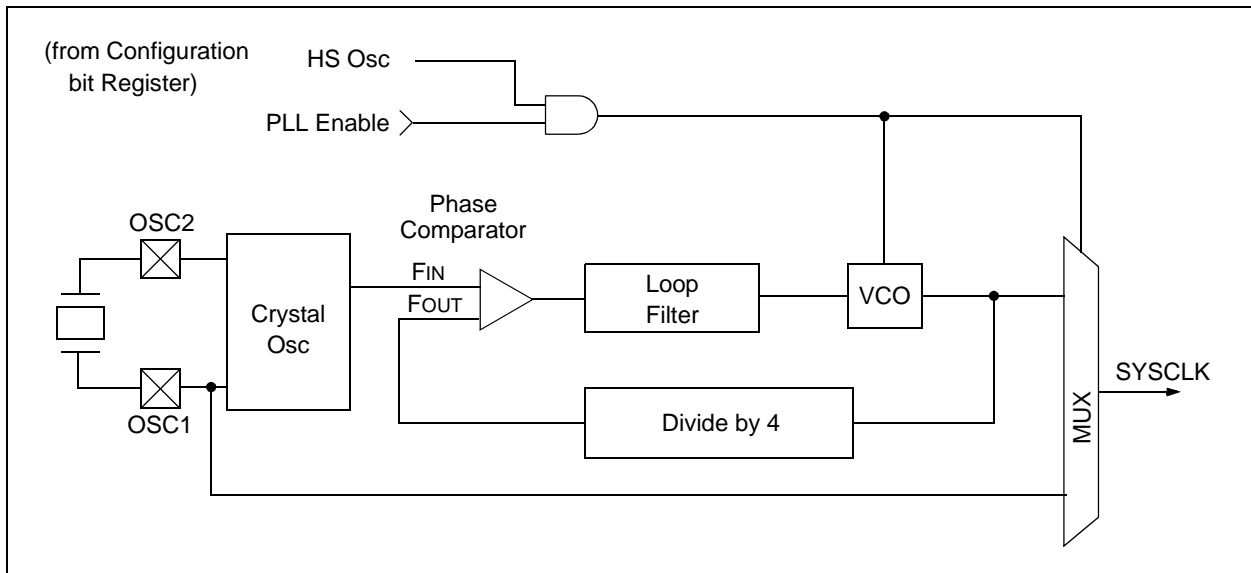 (from Configuration
bit Register)
HS Osc
PLL Enable
Phase
Comparator
OSC2
FIN
FOUT
Crystal
Osc
Loop
Filter
VCO
SYSCLK
OSC1
Divide by 4
MUX